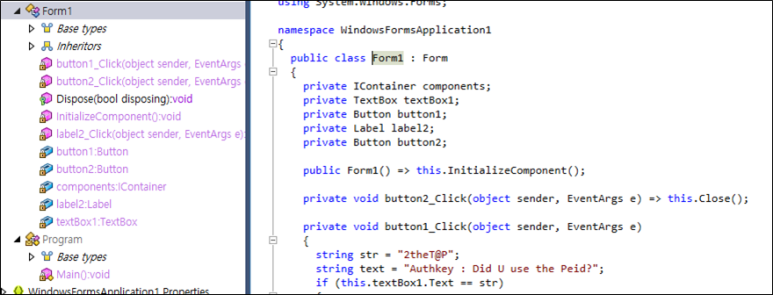 Form1
Base types
Inheritors
button1_Click(object sender, EventArgs e)
button2_Click(object sender, EventArgs e)
Dispose(bool disposing):void
InitializeComponent():void
label2_Click(object sender, EventArgs e):
button1:Button
button2:Button
components:IContainer
label2:Label
textBox1:TextBox
Program
Base types
Main():void
WindowsFormsApplication1.Properties
using System.Windows.Forms;
namespace WindowsFormsApplication1
{
public class Form1 : Form
{
private IContainer components;
private TextBox textBox1;
private Button button1;
private Label label2;
private Button button2;
public Form1() => this.InitializeComponent();
private void button2_Click(object sender, EventArgs e) => this.Close();
private void button1_Click(object sender, EventArgs e)
{
string str = "2theT@P";
string text = "Authkey : Did U use the Peid?";
if (this.textBox1.Text == str)